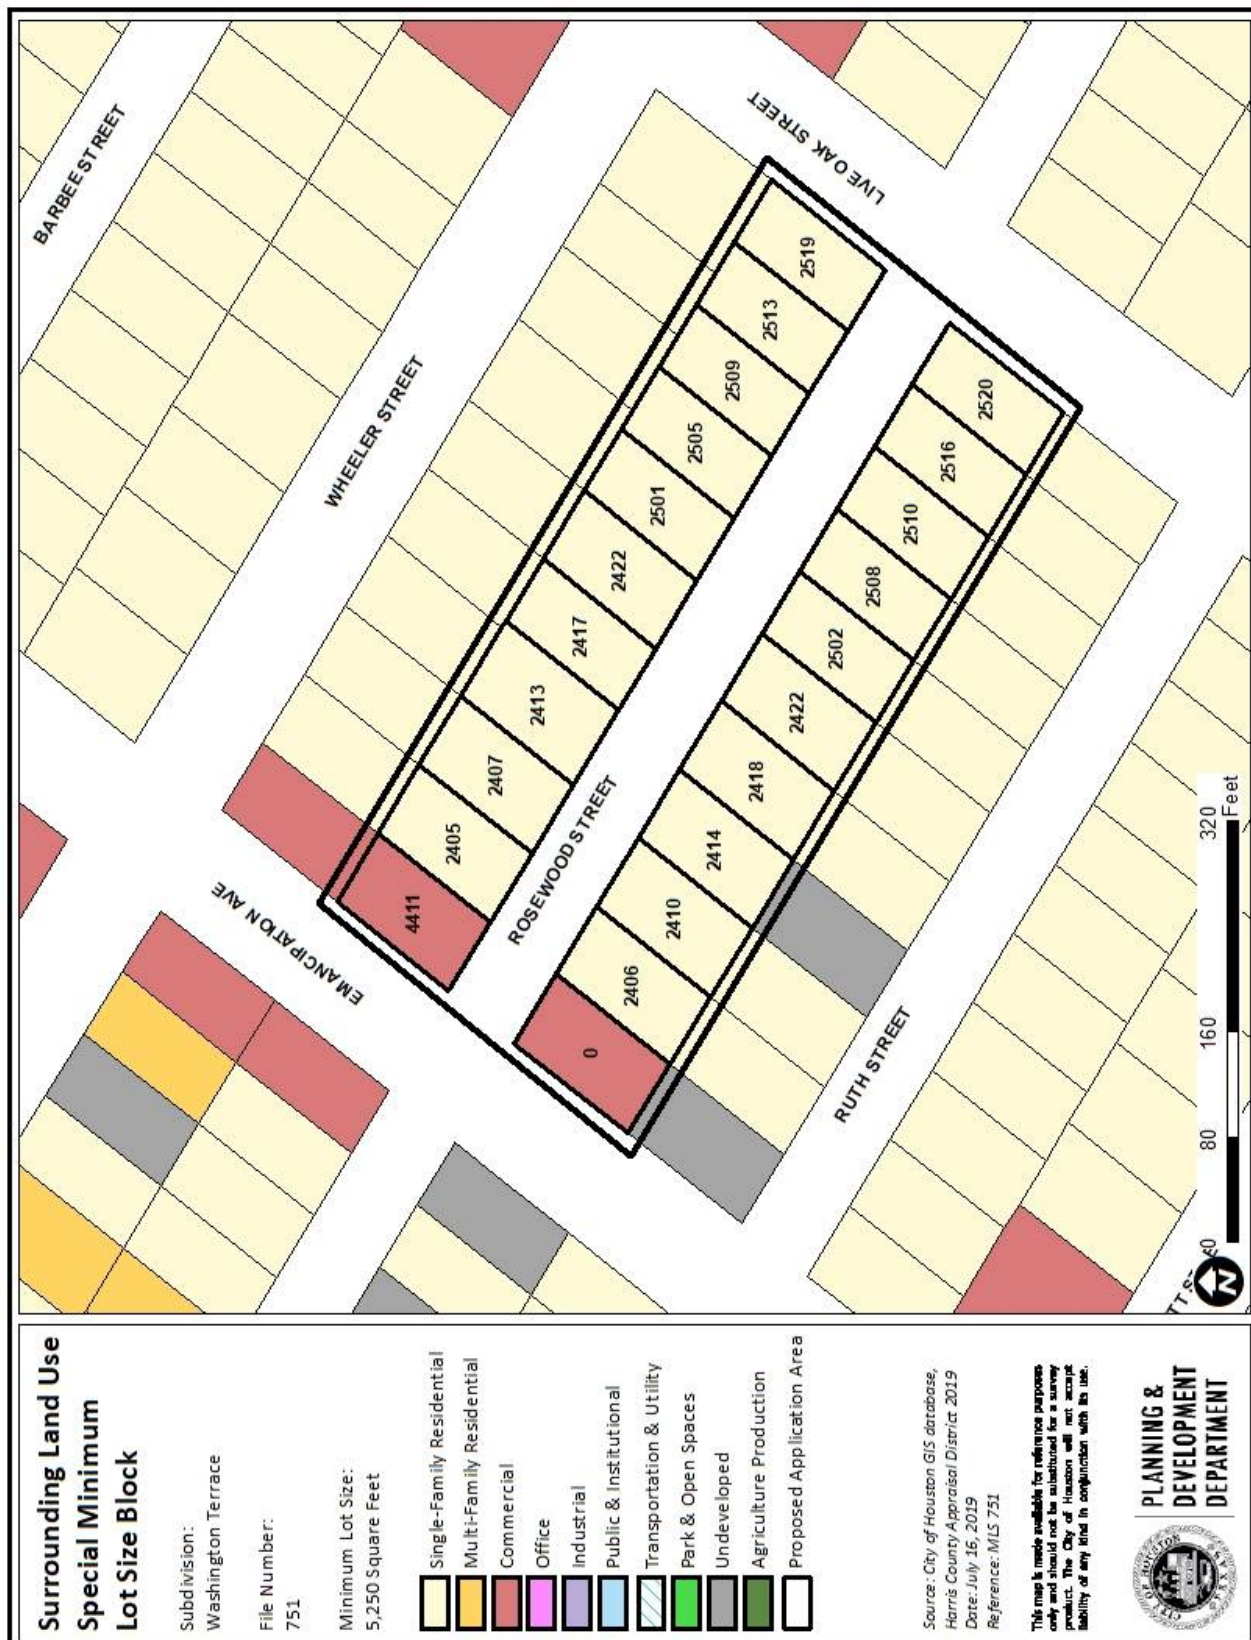 Surrounding Land Use
Special Minimum
Lot Size Block
Subdivision:
Washington Terrace
File Number:
751
Minimum Lot Size:
5,250 Square Feet
Single-Family Residential
Multi-Family Residential
Commercial
Office
Industrial
Public & Institutional
Transportation & Utility
Park & Open Spaces
Undeveloped
Agriculture Production
Proposed Application Area
Source: City of Houston GIS database,
Harris County Appraisal District 2019
Date: July 16, 2019
Reference: MLS 751
This map is made available for reference purposes
only and should not be substituted for a survey
product. The City of Houston will not accept
liability of any kind in conjunction with its use.
CITY OF HOUSTON
TEXAS
PLANNING &
DEVELOPMENT
DEPARTMENT
BARBEE STREET
WHEELER STREET
EMANCIPATION AVE
LIVE OAK STREET
ROSEWOOD STREET
RUTH STREET
4411
2405
2407
2413
2417
2422
2501
2505
2509
2513
2519
0
2406
2410
2414
2418
2422
2502
2508
2510
2516
2520
N
0 80 160 320
Feet